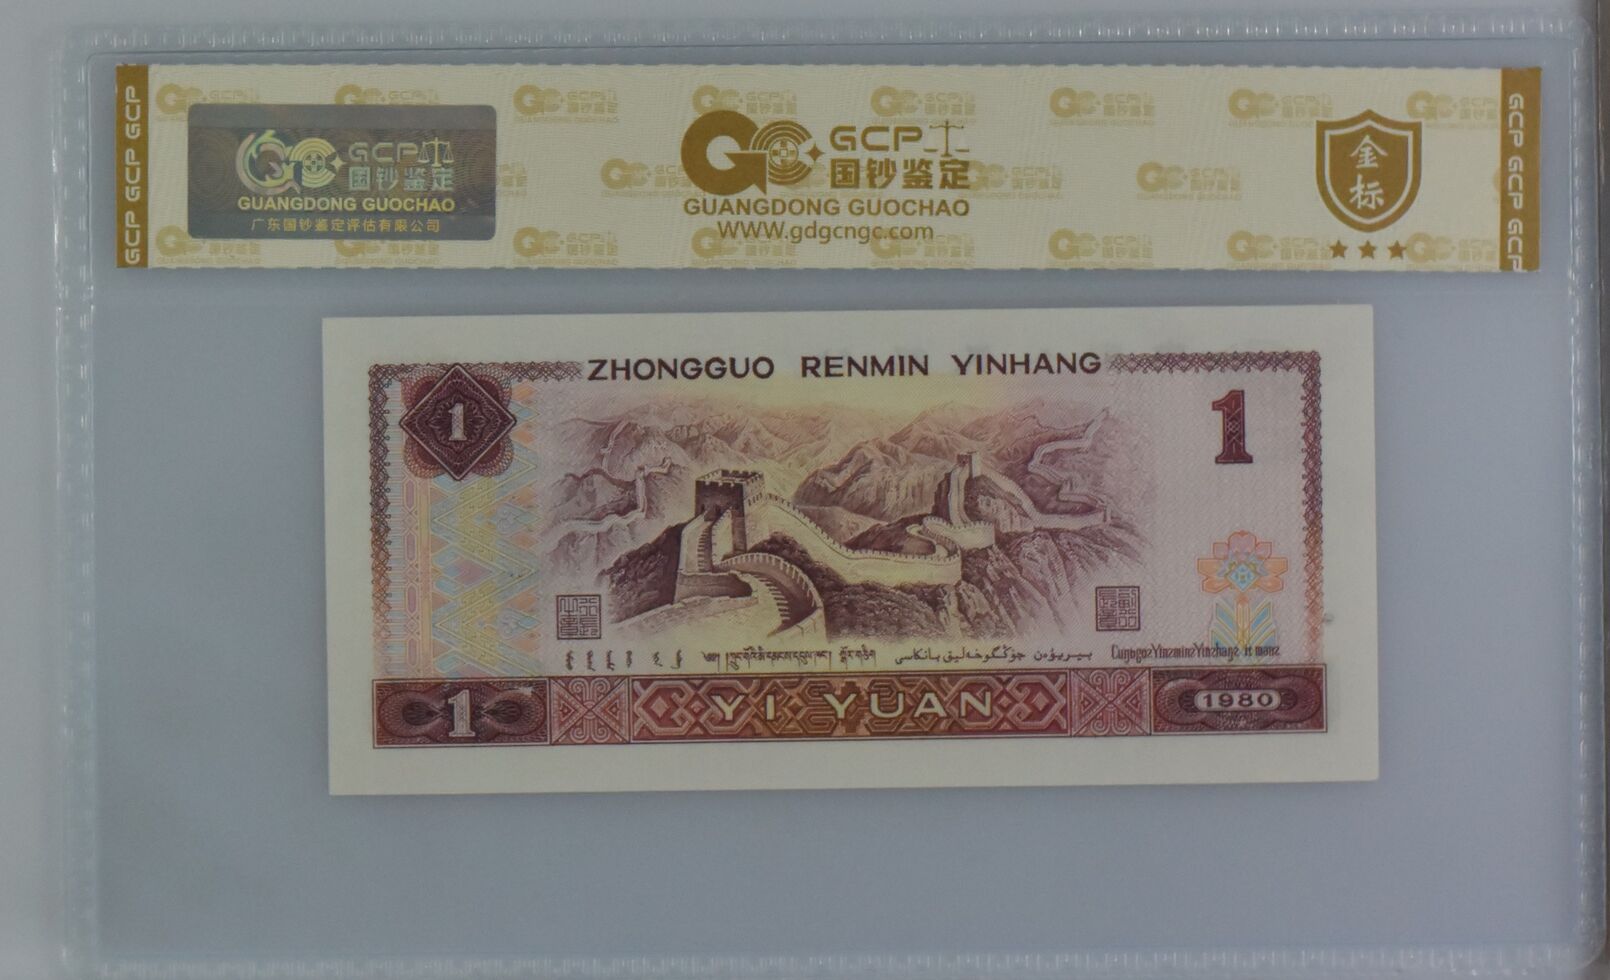 GCP GCP GCP
GCP 国钞鉴定
GUANGDONG GUOCHAO
广东国钞鉴定评估有限公司
GCP
国钞鉴定
GUANGDONG GUOCHAO
WWW.gdgcngc.com
金标
GCP GCP GCP
ZHONGGUO RENMIN YINHANG
1
1
YI YUAN
1
1980